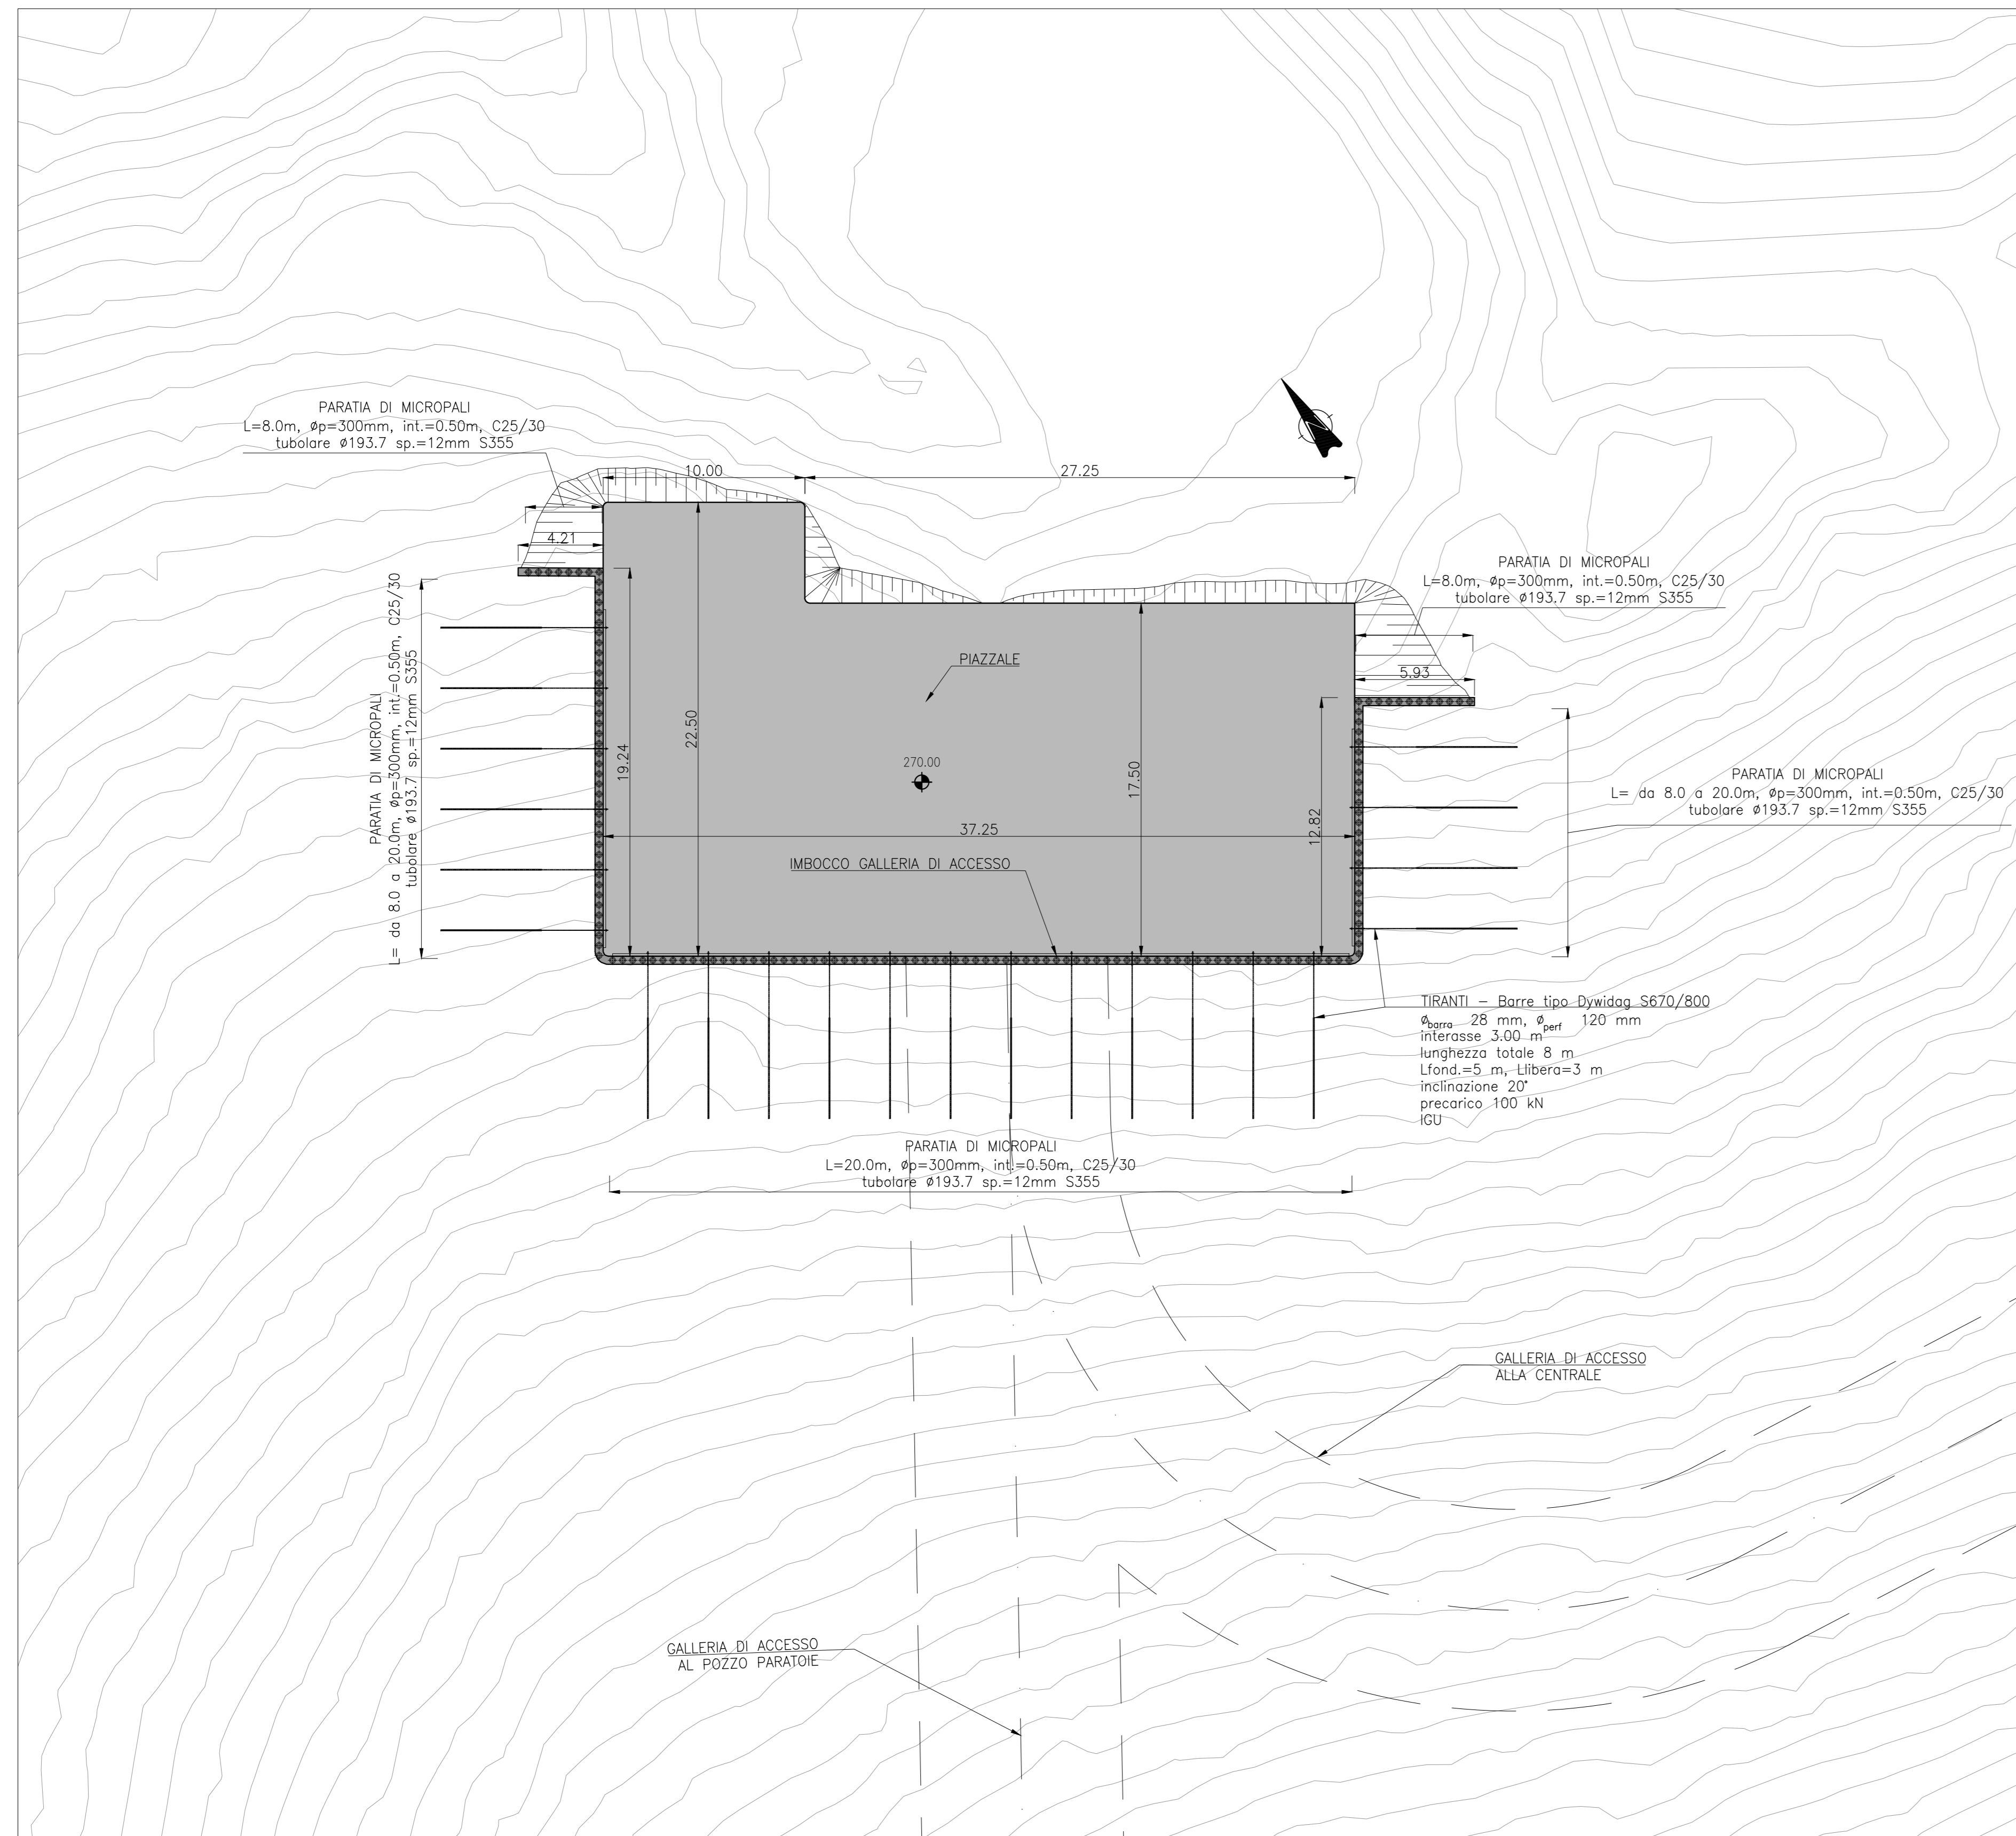 PARATIA DI MICROPALI
L=8.0m, øp=300mm, int.=0.50m, C25/30
tubolare ø193.7 sp.=12mm S355
10.00
27.25
4.21
PARATIA DI MICROPALI
L=8.0m, øp=300mm, int.=0.50m, C25/30
tubolare ø193.7 sp.=12mm S355
5.93
PARATIA DI MICROPALI
L= da 8.0 a 20.0m, øp=300mm, int.=0.50m, C25/30
tubolare ø193.7 sp.=12mm S355
PIAZZALE
19.24
22.50
270.00
17.50
12.82
PARATIA DI MICROPALI
L= da 8.0 a 20.0m, øp=300mm, int.=0.50m, C25/30
tubolare ø193.7 sp.=12mm S355
37.25
IMBOCCO GALLERIA DI ACCESSO
TIRANTI – Barre tipo Dywidag S670/800
ø barra 28 mm, ø perf 120 mm
interasse 3.00 m
lunghezza totale 8 m
Lfond.=5 m, Llibera=3 m
inclinazione 20°
precarico 100 kN
IGU
PARATIA DI MICROPALI
L=20.0m, øp=300mm, int.=0.50m, C25/30
tubolare ø193.7 sp.=12mm S355
GALLERIA DI ACCESSO
ALLA CENTRALE
GALLERIA DI ACCESSO
AL POZZO PARATOIE